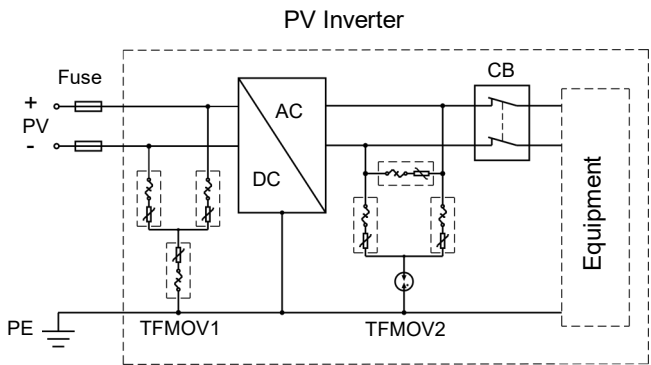 PV Inverter
Fuse
CB
+
PV
-
AC
DC
Equipment
PE
TFMOV1
TFMOV2